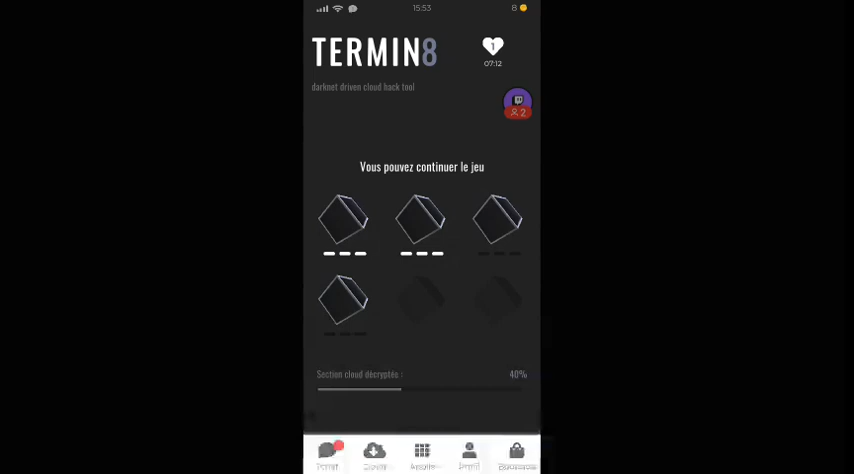 15:53
8
TERMIN8
1
07:12
darknet driven cloud hack tool
2
Vous pouvez continuer le jeu
Section cloud décryptée :
40%